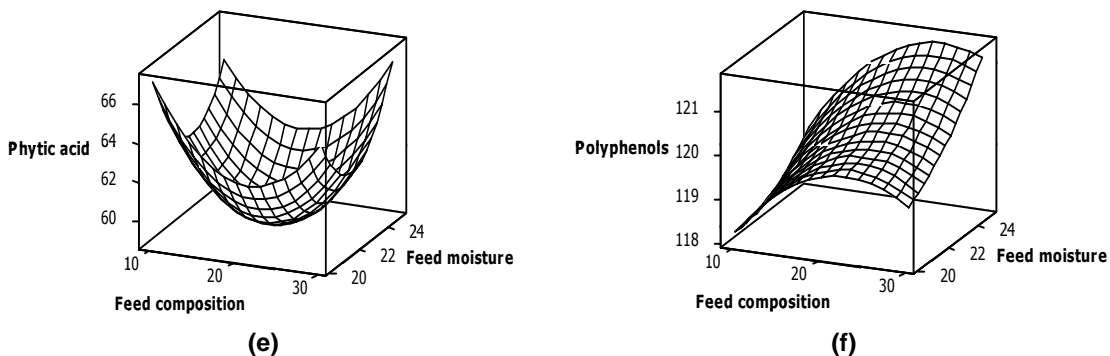 66
64
62
60
Phytic acid
10
20
30
Feed composition
20
22
24
Feed moisture
(e)
121
120
119
118
Polyphenols
10
20
30
Feed composition
20
22
24
Feed moisture
(f)